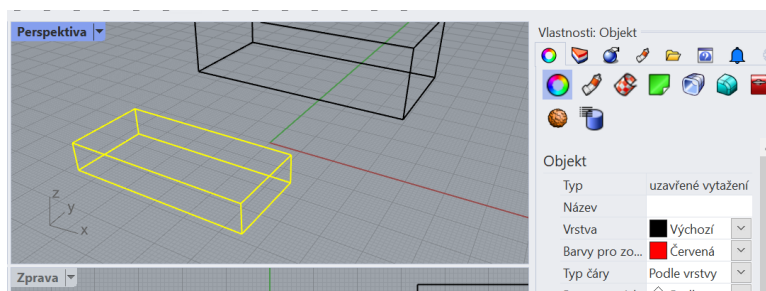 Perspektiva
Vlastnosti: Objekt
Objekt
Typ uzavřené vytažení
Název
z
y
x
Vrstva Výchozí
Barvy pro zo... Červená
Zprava
Typ čáry Podle vrstvy